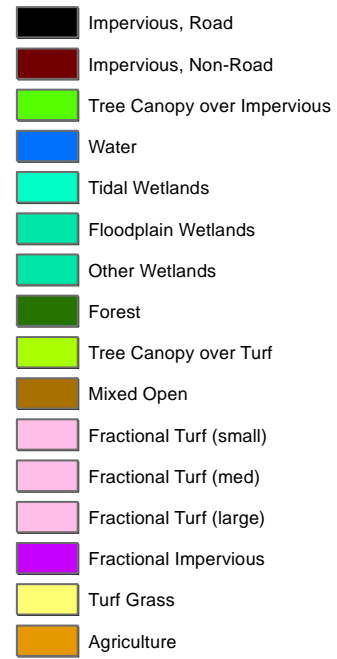 Impervious, Road
Impervious, Non-Road
Tree Canopy over Impervious
Water
Tidal Wetlands
Floodplain Wetlands
Other Wetlands
Forest
Tree Canopy over Turf
Mixed Open
Fractional Turf (small)
Fractional Turf (med)
Fractional Turf (large)
Fractional Impervious
Turf Grass
Agriculture